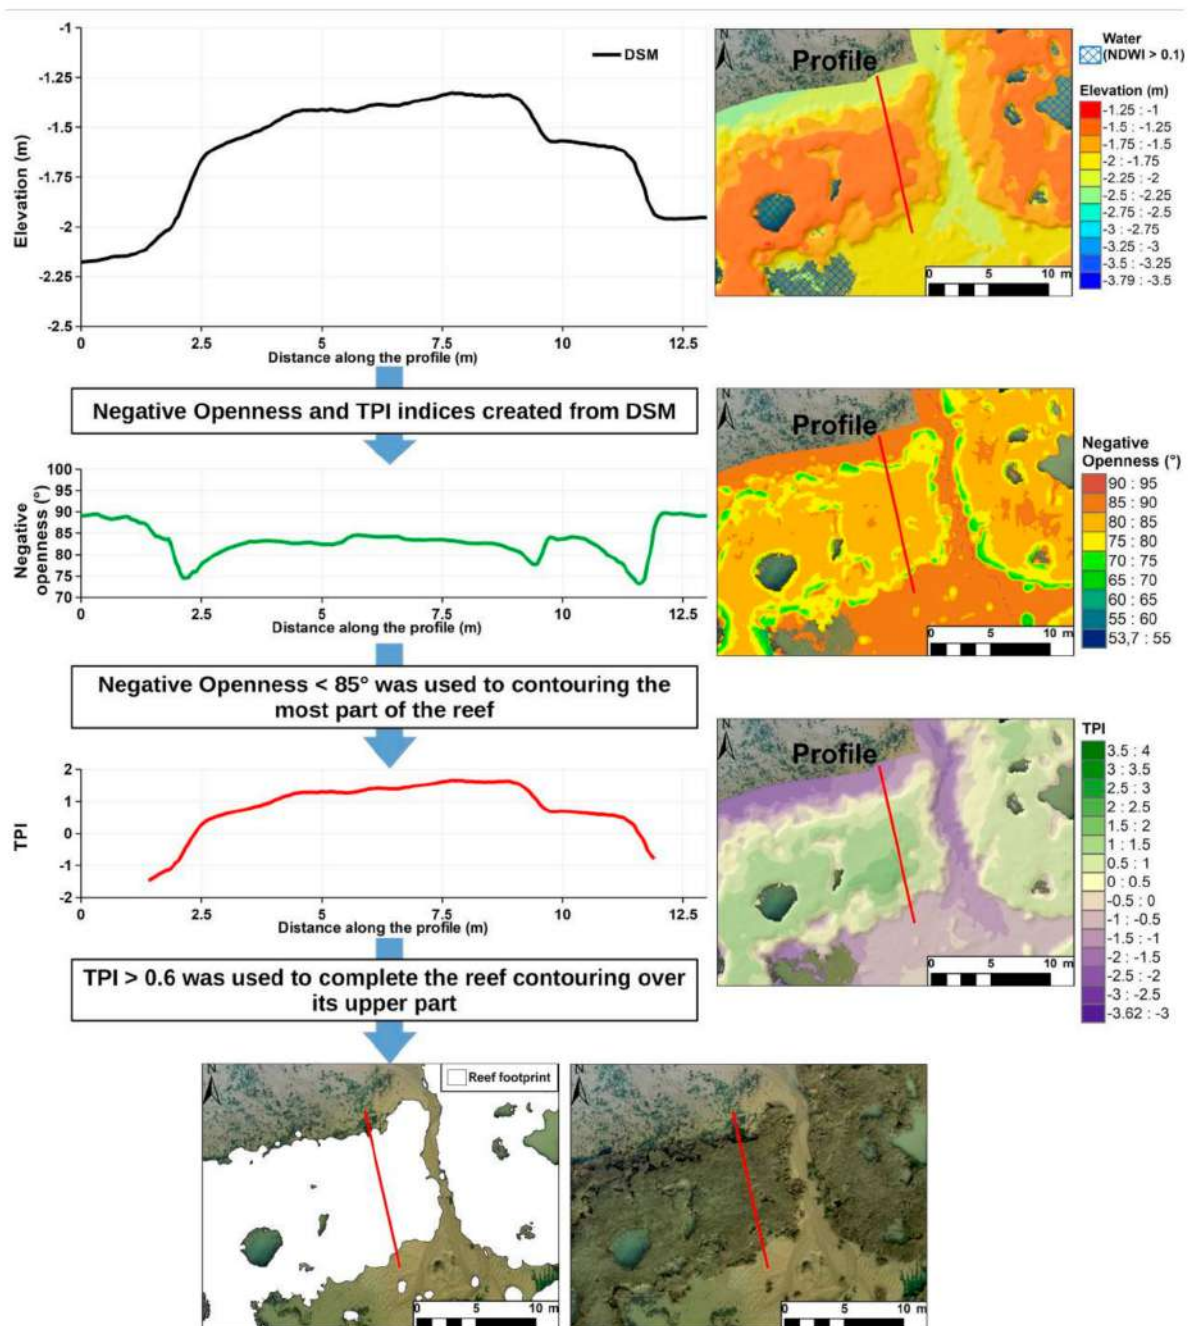 -1
-1.25
-1.5
-1.75
-2
-2.25
-2.5
Elevation (m)
DSM
0
2.5
5
7.5
10
12.5
Distance along the profile (m)
N
Profile
0
5
10 m
Water
(NDWI > 0.1)
Elevation (m)
-1.25 : -1
-1.5 : -1.25
-1.75 : -1.5
-2 : -1.75
-2.25 : -2
-2.5 : -2.25
-2.75 : -2.5
-3 : -2.75
-3.25 : -3
-3.5 : -3.25
-3.79 : -3.5
Negative Openness and TPI indices created from DSM
100
95
90
85
80
75
70
Negative
openness (°)
0
2.5
5
7.5
10
12.5
Distance along the profile (m)
N
Profile
0
5
10 m
Negative
Openness (°)
90 : 95
85 : 90
80 : 85
75 : 80
70 : 75
65 : 70
60 : 65
55 : 60
53,7 : 55
Negative Openness < 85° was used to contouring the
most part of the reef
2
1
0
-1
-2
TPI
0
2.5
5
7.5
10
12.5
Distance along the profile (m)
N
Profile
0
5
10 m
TPI
3.5 : 4
3 : 3.5
2.5 : 3
2 : 2.5
1.5 : 2
1 : 1.5
0.5 : 1
0 : 0.5
-0.5 : 0
-1 : -0.5
-1.5 : -1
-2 : -1.5
-2.5 : -2
-3 : -2.5
-3.62 : -3
TPI > 0.6 was used to complete the reef contouring over
its upper part
N
Reef footprint
0
5
10 m
N
0
5
10 m